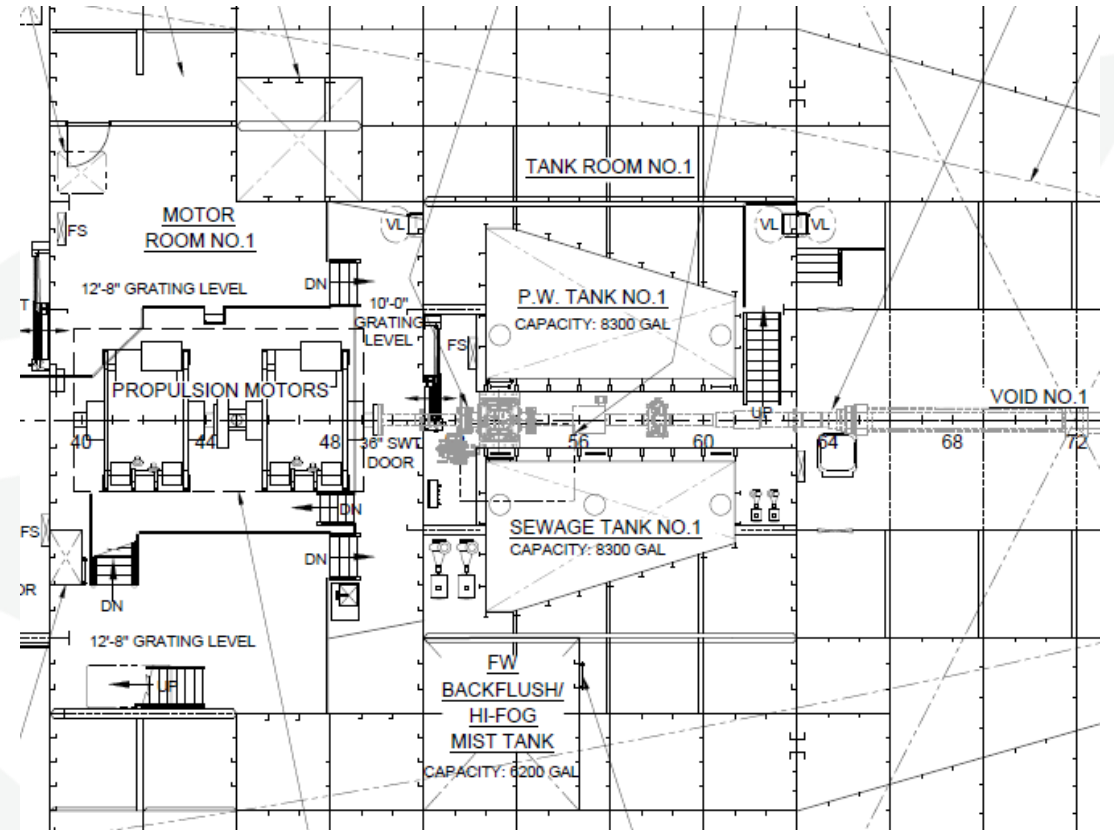 TANK ROOM NO.1
MOTOR
ROOM NO.1
FS
VL
VL
VL
12'-8" GRATING LEVEL
DN
10'-0"
GRATING
LEVEL
P.W. TANK NO.1
CAPACITY: 8300 GAL
T
FS
PROPULSION MOTORS
VOID NO.1
UP
40
44
48
56
60
64
68
72
36" SWT
DOOR
DN
FS
SEWAGE TANK NO.1
CAPACITY: 8300 GAL
DN
OR
DN
12'-8" GRATING LEVEL
UP
FW
BACKFLUSH/
HI-FOG
MIST TANK
CAPACITY: 6200 GAL